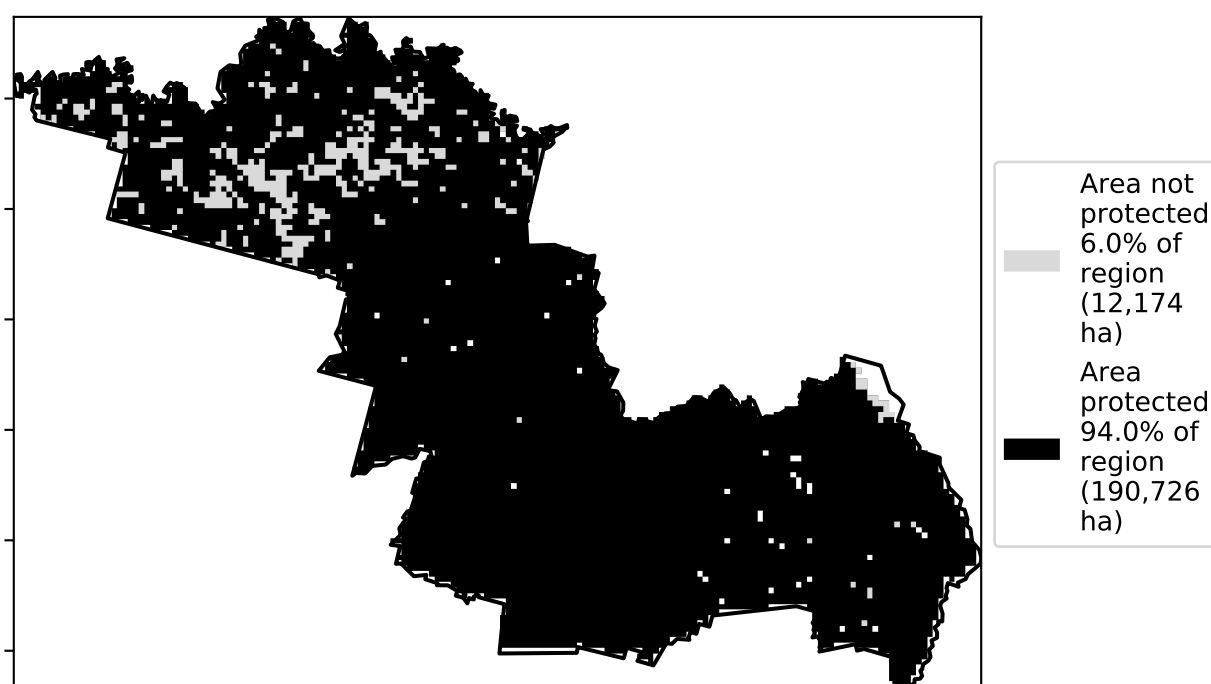 Area not
protected
6.0% of
region
(12,174
ha)
Area
protected
94.0% of
region
(190,726
ha)